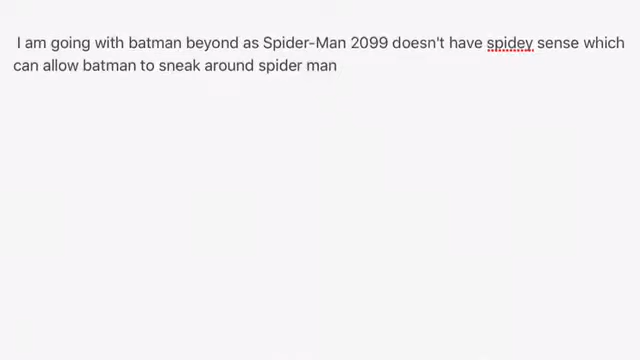 I am going with batman beyond as Spider-Man 2099 doesn't have spidey sense which
can allow batman to sneak around spider man